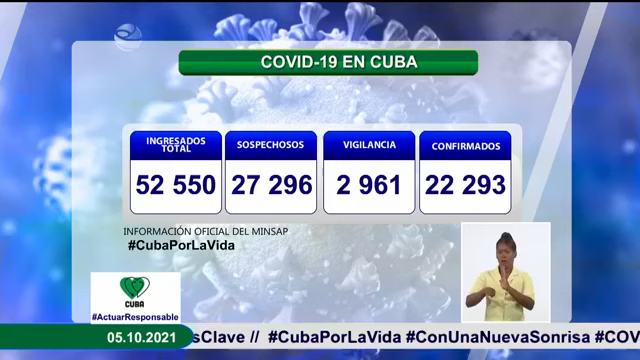 COVID-19 EN CUBA
INGRESADOS
TOTAL
52 550
SOSPECHOSOS
27 296
VIGILANCIA
2 961
CONFIRMADOS
22 293
INFORMACIÓN OFICIAL DEL MINSAP
#CubaPorLaVida
CUBA
#ActuarResponsable
05.10.2021
sClave // #CubaPorLaVida #ConUnaNuevaSonrisa #COV